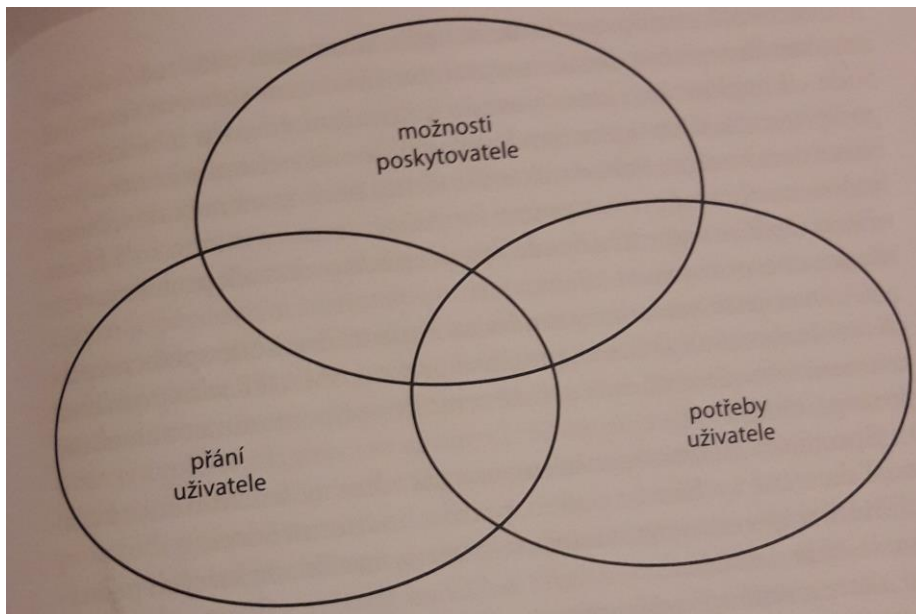 možnosti
poskytovatele
přání
uživatele
potřeby
uživatele